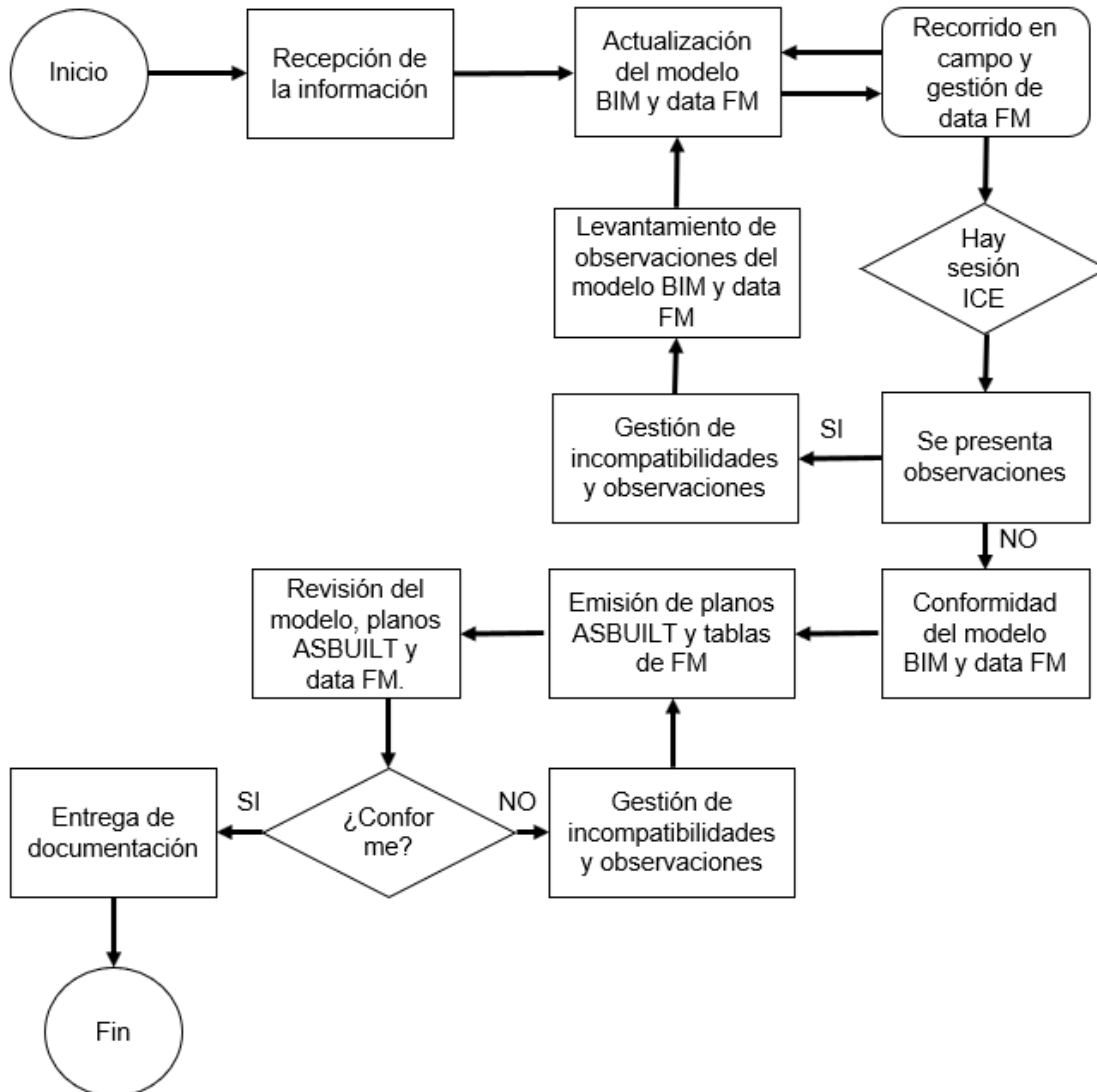 Inicio
Recepción de
la información
Actualización
del modelo
BIM y data FM
Recorrido en
campo y
gestión de
data FM
Levantamiento de
observaciones del
modelo BIM y data
FM
Hay
sesión
ICE
Gestión de
incompatibilidades
y observaciones
SI
Se presenta
observaciones
NO
Revisión del
modelo, planos
ASBUILT y
data FM.
Emisión de planos
ASBUILT y tablas
de FM
Conformidad
del modelo
BIM y data FM
Entrega de
documentación
SI
¿Confor
me?
NO
Gestión de
incompatibilidades
y observaciones
Fin